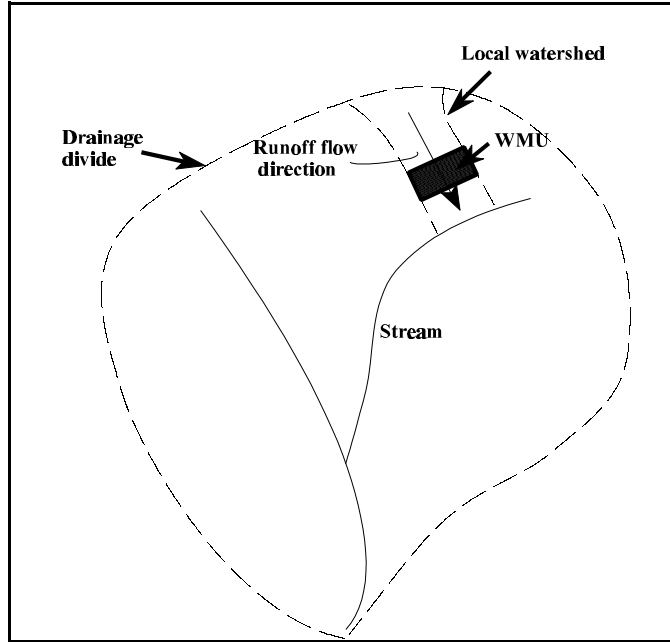 Local watershed
Drainage
divide
Runoff flow
direction
WMU
Stream